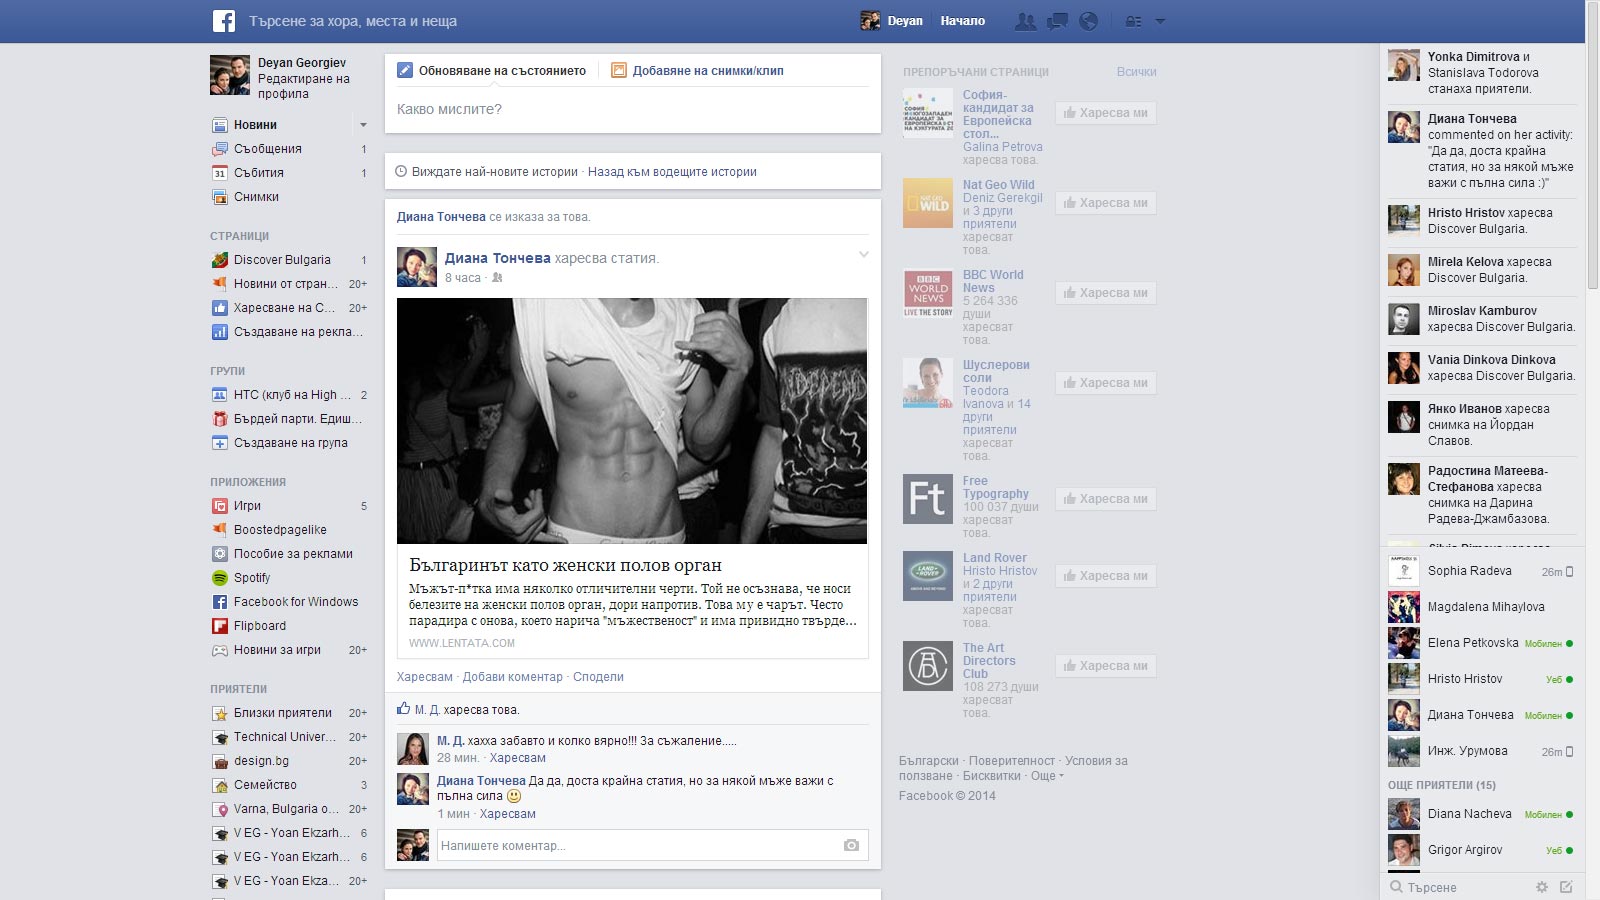 Търсене за хора, места и неща
Deyan
Начало
Deyan Georgiev
Редактиране на
профила
Новини
Съобщения 1
Събития 1
Снимки
СТРАНИЦИ
Discover Bulgaria 1
Новини от стран... 20+
Харесване на С... 20+
Създаване на рекла...
ГРУПИ
HTC (клуб на High ... 2
Бърдей парти. Едиш...
Създаване на група
ПРИЛОЖЕНИЯ
Игри 5
Boostedpagelike
Пособие за реклами
Spotify
Facebook for Windows
Flipboard
Новини за игри 20+
ПРИЯТЕЛИ
Близки приятели 20+
Technical Univer... 20+
design.bg 20+
Семейство 3
Varna, Bulgaria o... 20+
V EG - Yoan Ekzarh... 6
V EG - Yoan Ekzarh... 6
V EG - Yoan Ekza... 20+
Обновяване на състоянието
Добавяне на снимки/клип
Какво мислите?
Виждате най-новите истории · Назад към водещите истории
Диана Тончева се изказа за това.
Диана Тончева харесва статия.
8 часа ·
Българинът като женски полов орган
Мъжът-п*тка има няколко отличителни черти. Той не осъзнава, че носи
белезите на женски полов орган, дори напротив. Това му е чарът. Често
парадира с онова, което нарича "мъжественост" и има привидно твърде...
WWW.LENTATA.COM
Харесвам · Добави коментар · Сподели
М. Д. харесва това.
М. Д. хахха забавто и колко вярно!!! За съжаление.....
28 мин. · Харесвам
Диана Тончева Да да, доста крайна статия, но за някой мъже важи с
пълна сила
1 мин · Харесвам
Напишете коментар...
ПРЕПОРЪЧАНИ СТРАНИЦИ
Всички
София-
кандидат за
Европейска
стол...
Galina Petrova
харесва това.
Харесва ми
NAT GEO
WILD
Nat Geo Wild
Deniz Gerekgil
и 3 други
приятели
харесват
това.
Харесва ми
BBC
WORLD
NEWS
LIVE THE STORY
BBC World
News
5 264 336
души
харесват
това.
Харесва ми
Шуслерови
соли
Teodora
Ivanova и 14
други
приятели
харесват
това.
Харесва ми
Ft
Free
Typography
100 037 души
харесват
това.
Харесва ми
LAND
ROVER
Land Rover
Hristo Hristov
и 2 други
приятели
харесват
това.
Харесва ми
The Art
Directors
Club
108 273 души
харесват
това.
Харесва ми
Български · Поверителност · Условия за
ползване · Бисквитки · Още
Facebook © 2014
Yonka Dimitrova и
Stanislava Todorova
станаха приятели.
Диана Тончева
commented on her activity:
"Да да, доста крайна
статия, но за някой мъже
важи с пълна сила :)"
Hristo Hristov харесва
Discover Bulgaria.
Mirela Kelova харесва
Discover Bulgaria.
Miroslav Kamburov
харесва Discover Bulgaria.
Vania Dinkova Dinkova
харесва Discover Bulgaria.
Янко Иванов харесва
снимка на Йордан
Славов.
Радостина Матеева-
Стефанова харесва
снимка на Дарина
Радева-Джамбазова.
Sophia Radeva 26m
Magdalena Mihaylova
Elena Petkovska Мобилен
Hristo Hristov Уеб
Диана Тончева Мобилен
Инж. Урумова 26m
ОЩЕ ПРИЯТЕЛИ (15)
Diana Nacheva Мобилен
Grigor Argirov Уеб
Търсене